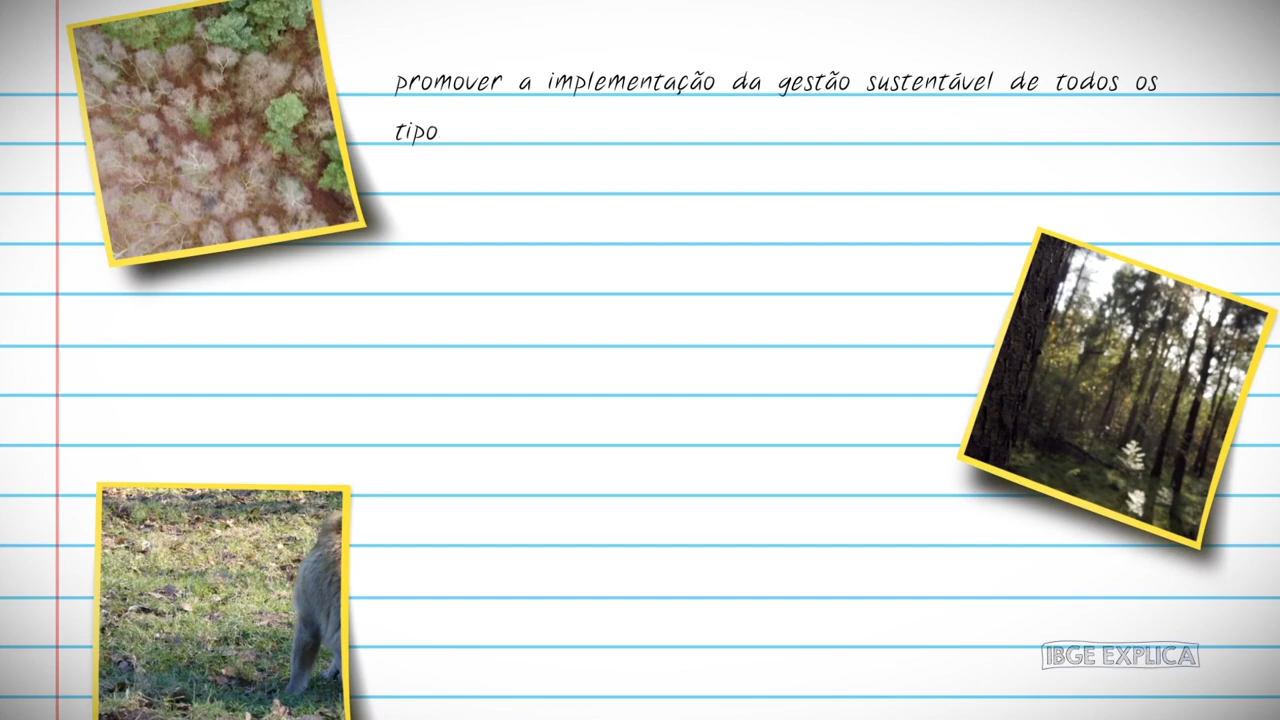 promover a implementação da gestão sustentável de todos os
tipo
IBGE EXPLICA